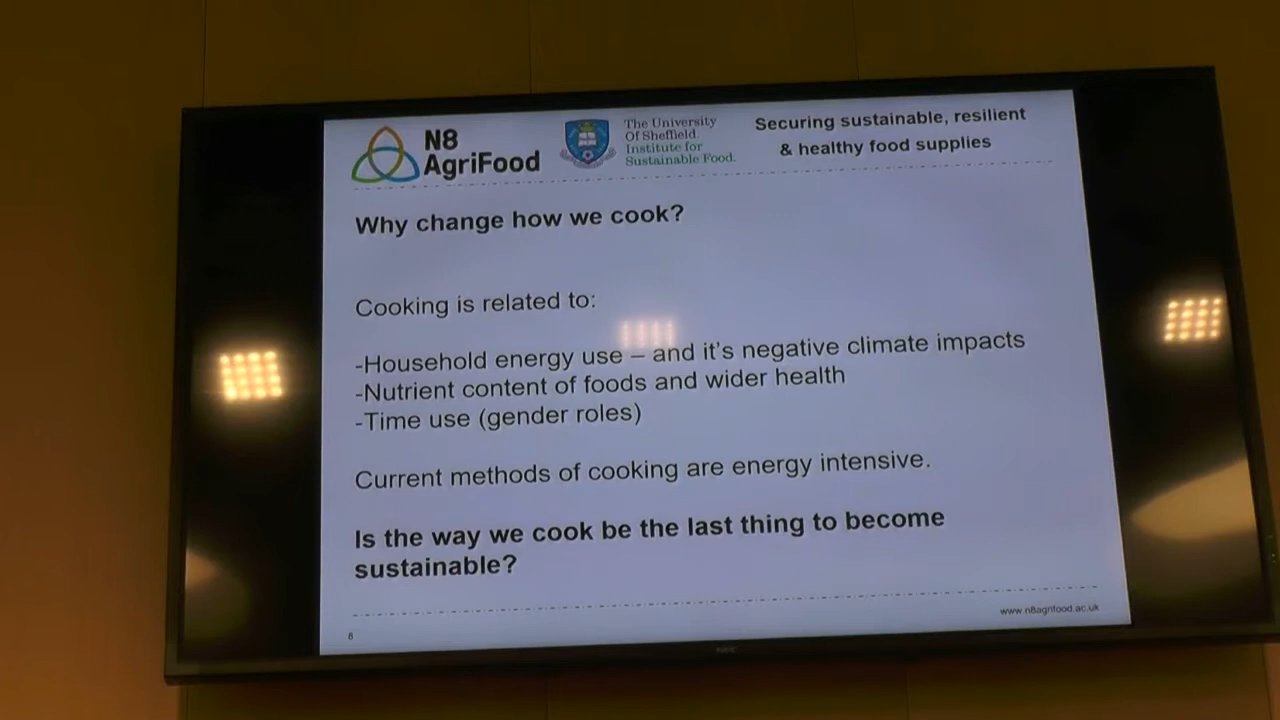 N8
AgriFood
The University
Of Sheffield.
Institute for
Sustainable Food.
Securing sustainable, resilient
& healthy food supplies
Why change how we cook?
Cooking is related to:
-Household energy use – and it’s negative climate impacts
-Nutrient content of foods and wider health
-Time use (gender roles)
Current methods of cooking are energy intensive.
Is the way we cook be the last thing to become
sustainable?
www.n8agrifood.ac.uk
8